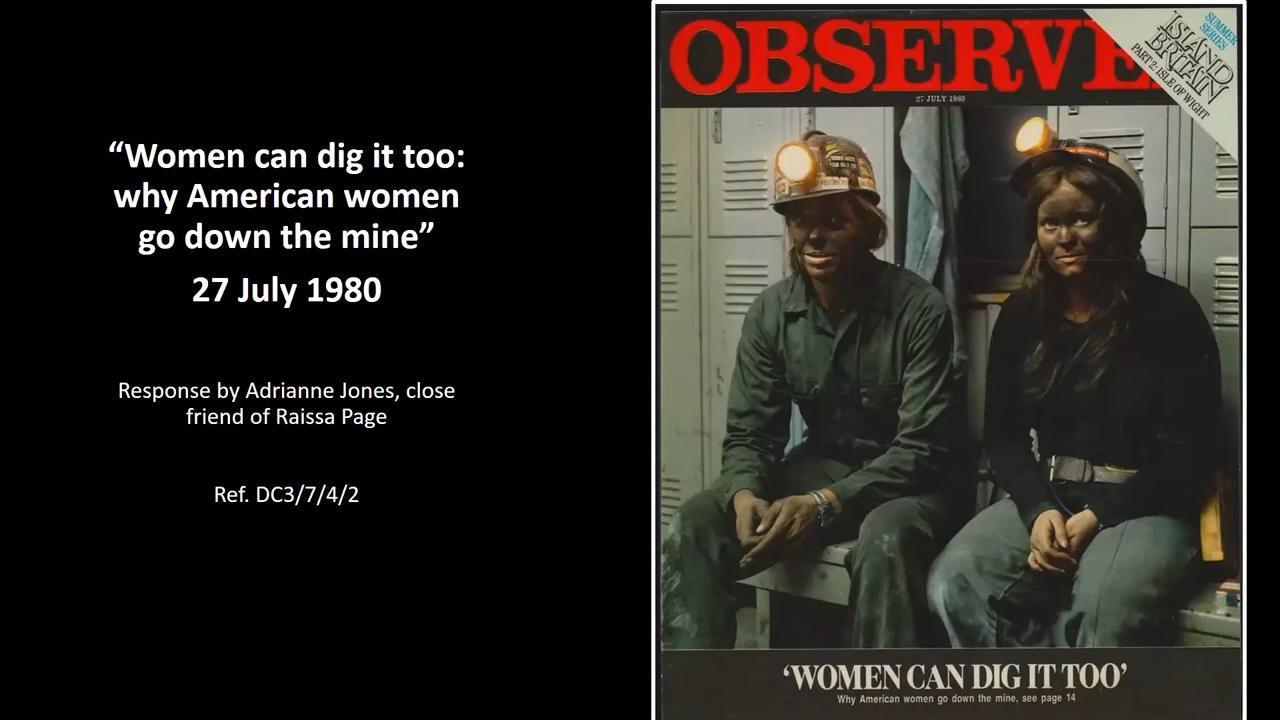 “Women can dig it too:
why American women
go down the mine”
27 July 1980
Response by Adrianne Jones, close
friend of Raissa Page
Ref. DC3/7/4/2
OBSERVE
SUMMER
SERIES
ISLAND
BRITAIN
PART 2: ISLE OF WIGHT
27 JULY 1980
‘WOMEN CAN DIG IT TOO’
Why American women go down the mine, see page 14